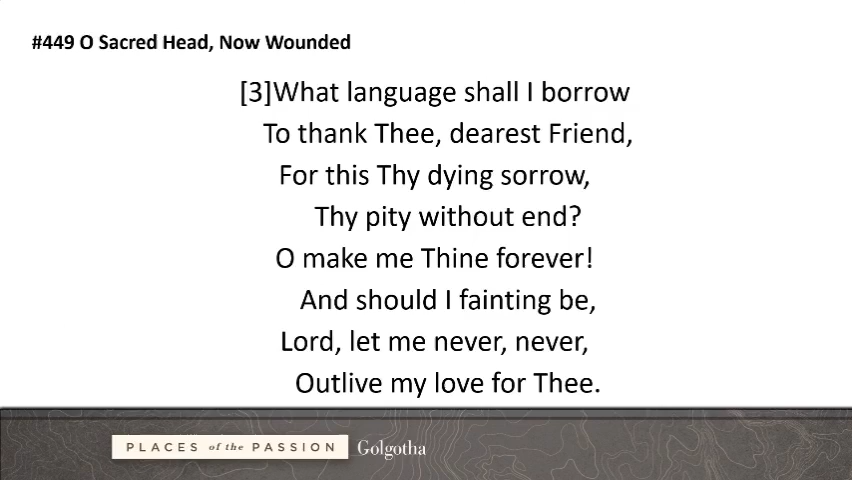 #449 O Sacred Head, Now Wounded
[3]What language shall I borrow
To thank Thee, dearest Friend,
For this Thy dying sorrow,
Thy pity without end?
O make me Thine forever!
And should I fainting be,
Lord, let me never, never,
Outlive my love for Thee.
PLACES of the PASSION Golgotha